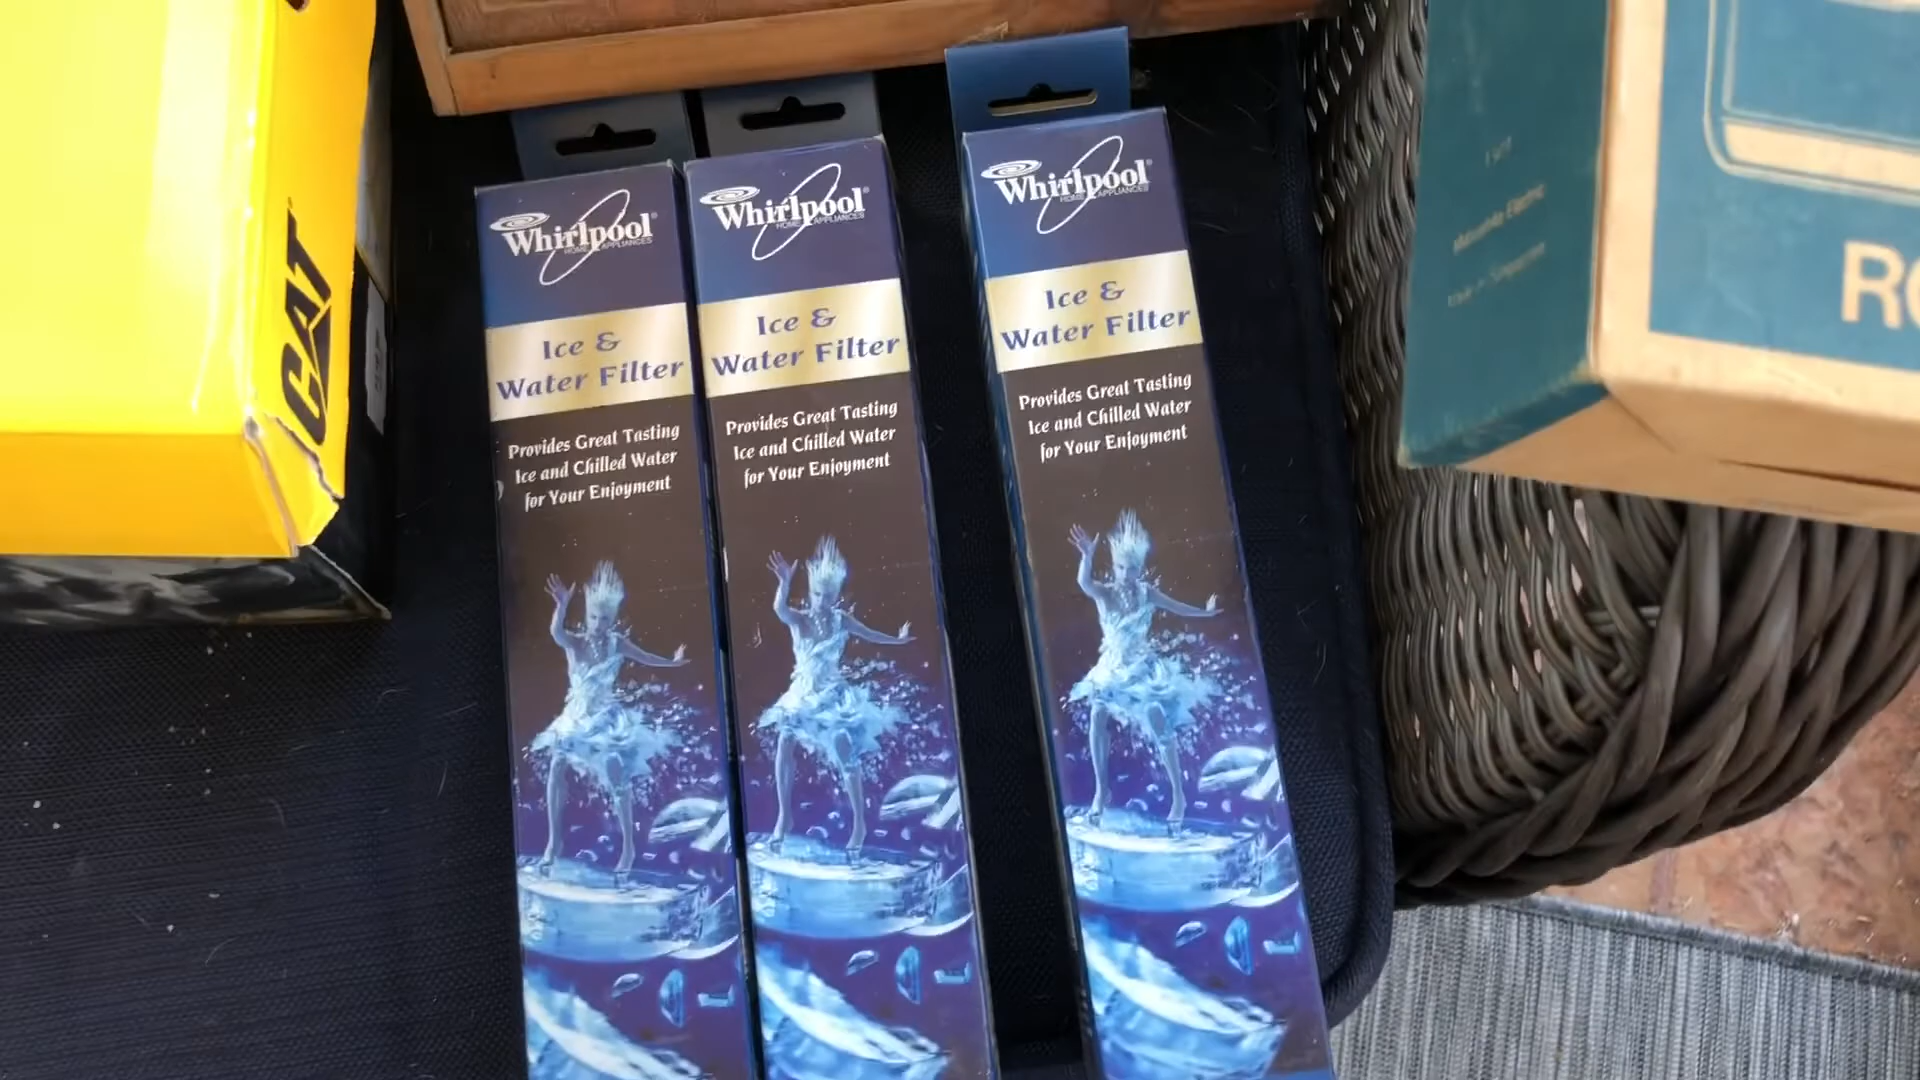 CAT
Whirlpool®
HOME APPLIANCES
Ice &
Water Filter
Provides Great Tasting
Ice and Chilled Water
for Your Enjoyment
Whirlpool®
HOME APPLIANCES
Ice &
Water Filter
Provides Great Tasting
Ice and Chilled Water
for Your Enjoyment
Whirlpool®
HOME APPLIANCES
Ice &
Water Filter
Provides Great Tasting
Ice and Chilled Water
for Your Enjoyment